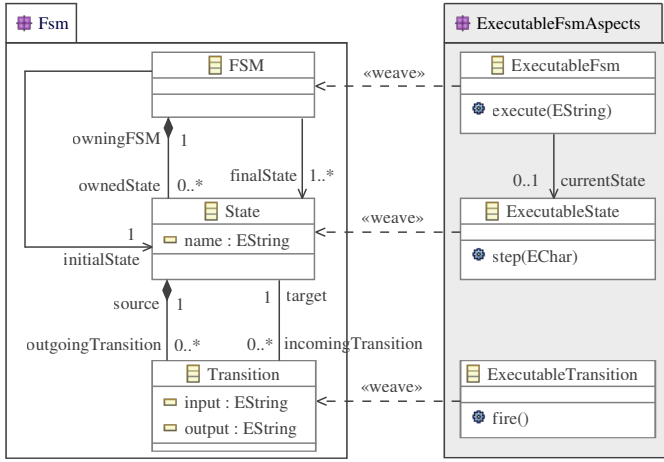 Fsm
ExecutableFsmAspects
FSM
«weave»
ExecutableFsm
execute(EString)
owningFSM
1
ownedState
0..*
finalState
1..*
0..1
currentState
State
«weave»
ExecutableState
1
name : EString
initialState
step(EChar)
source
1
1
target
outgoingTransition
0..*
0..*
incomingTransition
Transition
«weave»
ExecutableTransition
input : EString
output : EString
fire()